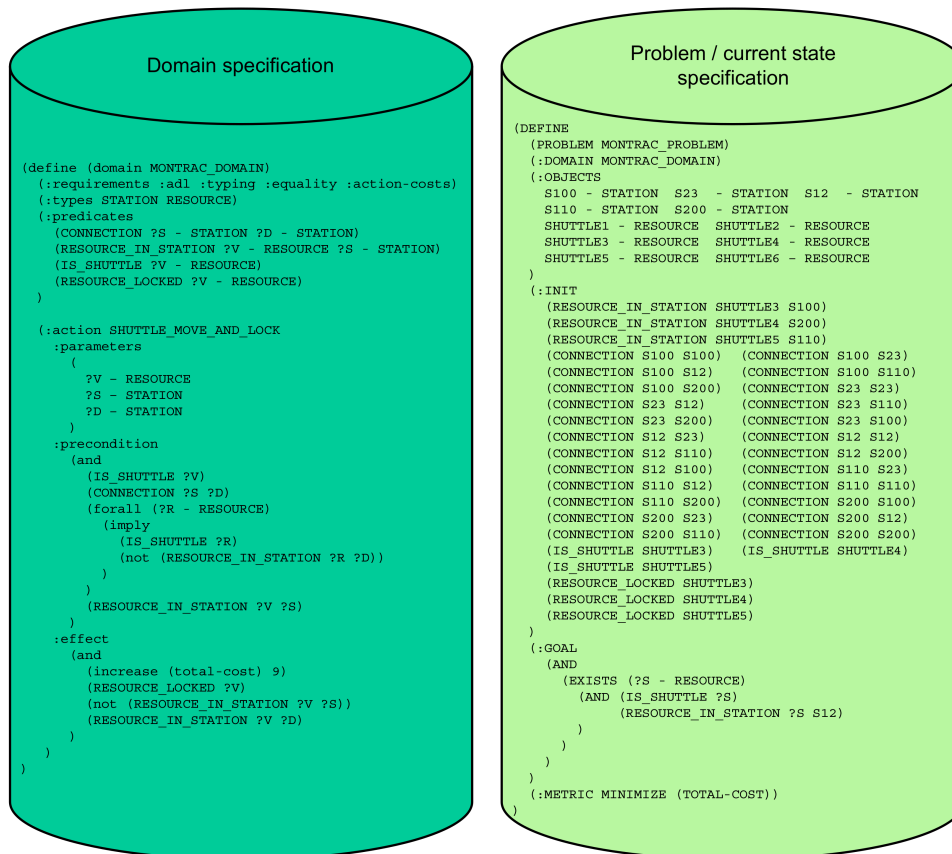 Domain specification
(define (domain MONTRAC_DOMAIN)
(:requirements :adl :typing :equality :action-costs)
(:types STATION RESOURCE)
(:predicates
(CONNECTION ?S - STATION ?D - STATION)
(RESOURCE_IN_STATION ?V - RESOURCE ?S - STATION)
(IS_SHUTTLE ?V - RESOURCE)
(RESOURCE_LOCKED ?V - RESOURCE)
)
(:action SHUTTLE_MOVE_AND_LOCK
:parameters
(
?V – RESOURCE
?S – STATION
?D – STATION
)
:precondition
(and
(IS_SHUTTLE ?V)
(CONNECTION ?S ?D)
(forall (?R - RESOURCE)
(imply
(IS_SHUTTLE ?R)
(not (RESOURCE_IN_STATION ?R ?D))
)
)
(RESOURCE_IN_STATION ?V ?S)
)
:effect
(and
(increase (total-cost) 9)
(RESOURCE_LOCKED ?V)
(not (RESOURCE_IN_STATION ?V ?S))
(RESOURCE_IN_STATION ?V ?D)
)
)
)
Problem / current state
specification
(DEFINE
(PROBLEM MONTRAC_PROBLEM)
(:DOMAIN MONTRAC_DOMAIN)
(:OBJECTS
S100 - STATION S23 - STATION S12 - STATION
S110 - STATION S200 - STATION
SHUTTLE1 - RESOURCE SHUTTLE2 - RESOURCE
SHUTTLE3 - RESOURCE SHUTTLE4 - RESOURCE
SHUTTLE5 - RESOURCE SHUTTLE6 - RESOURCE
)
(:INIT
(RESOURCE_IN_STATION SHUTTLE3 S100)
(RESOURCE_IN_STATION SHUTTLE4 S200)
(RESOURCE_IN_STATION SHUTTLE5 S110)
(CONNECTION S100 S100) (CONNECTION S100 S23)
(CONNECTION S100 S12) (CONNECTION S100 S110)
(CONNECTION S100 S200) (CONNECTION S23 S23)
(CONNECTION S23 S12) (CONNECTION S23 S110)
(CONNECTION S23 S200) (CONNECTION S23 S100)
(CONNECTION S12 S23) (CONNECTION S12 S12)
(CONNECTION S12 S110) (CONNECTION S12 S200)
(CONNECTION S12 S100) (CONNECTION S110 S23)
(CONNECTION S110 S12) (CONNECTION S110 S110)
(CONNECTION S110 S200) (CONNECTION S200 S100)
(CONNECTION S200 S23) (CONNECTION S200 S12)
(CONNECTION S200 S110) (CONNECTION S200 S200)
(IS_SHUTTLE SHUTTLE3) (IS_SHUTTLE SHUTTLE4)
(IS_SHUTTLE SHUTTLE5)
(RESOURCE_LOCKED SHUTTLE3)
(RESOURCE_LOCKED SHUTTLE4)
(RESOURCE_LOCKED SHUTTLE5)
)
(:GOAL
(AND
(EXISTS (?S - RESOURCE)
(AND (IS_SHUTTLE ?S)
(RESOURCE_IN_STATION ?S S12)
)
)
)
)
(:METRIC MINIMIZE (TOTAL-COST))
)